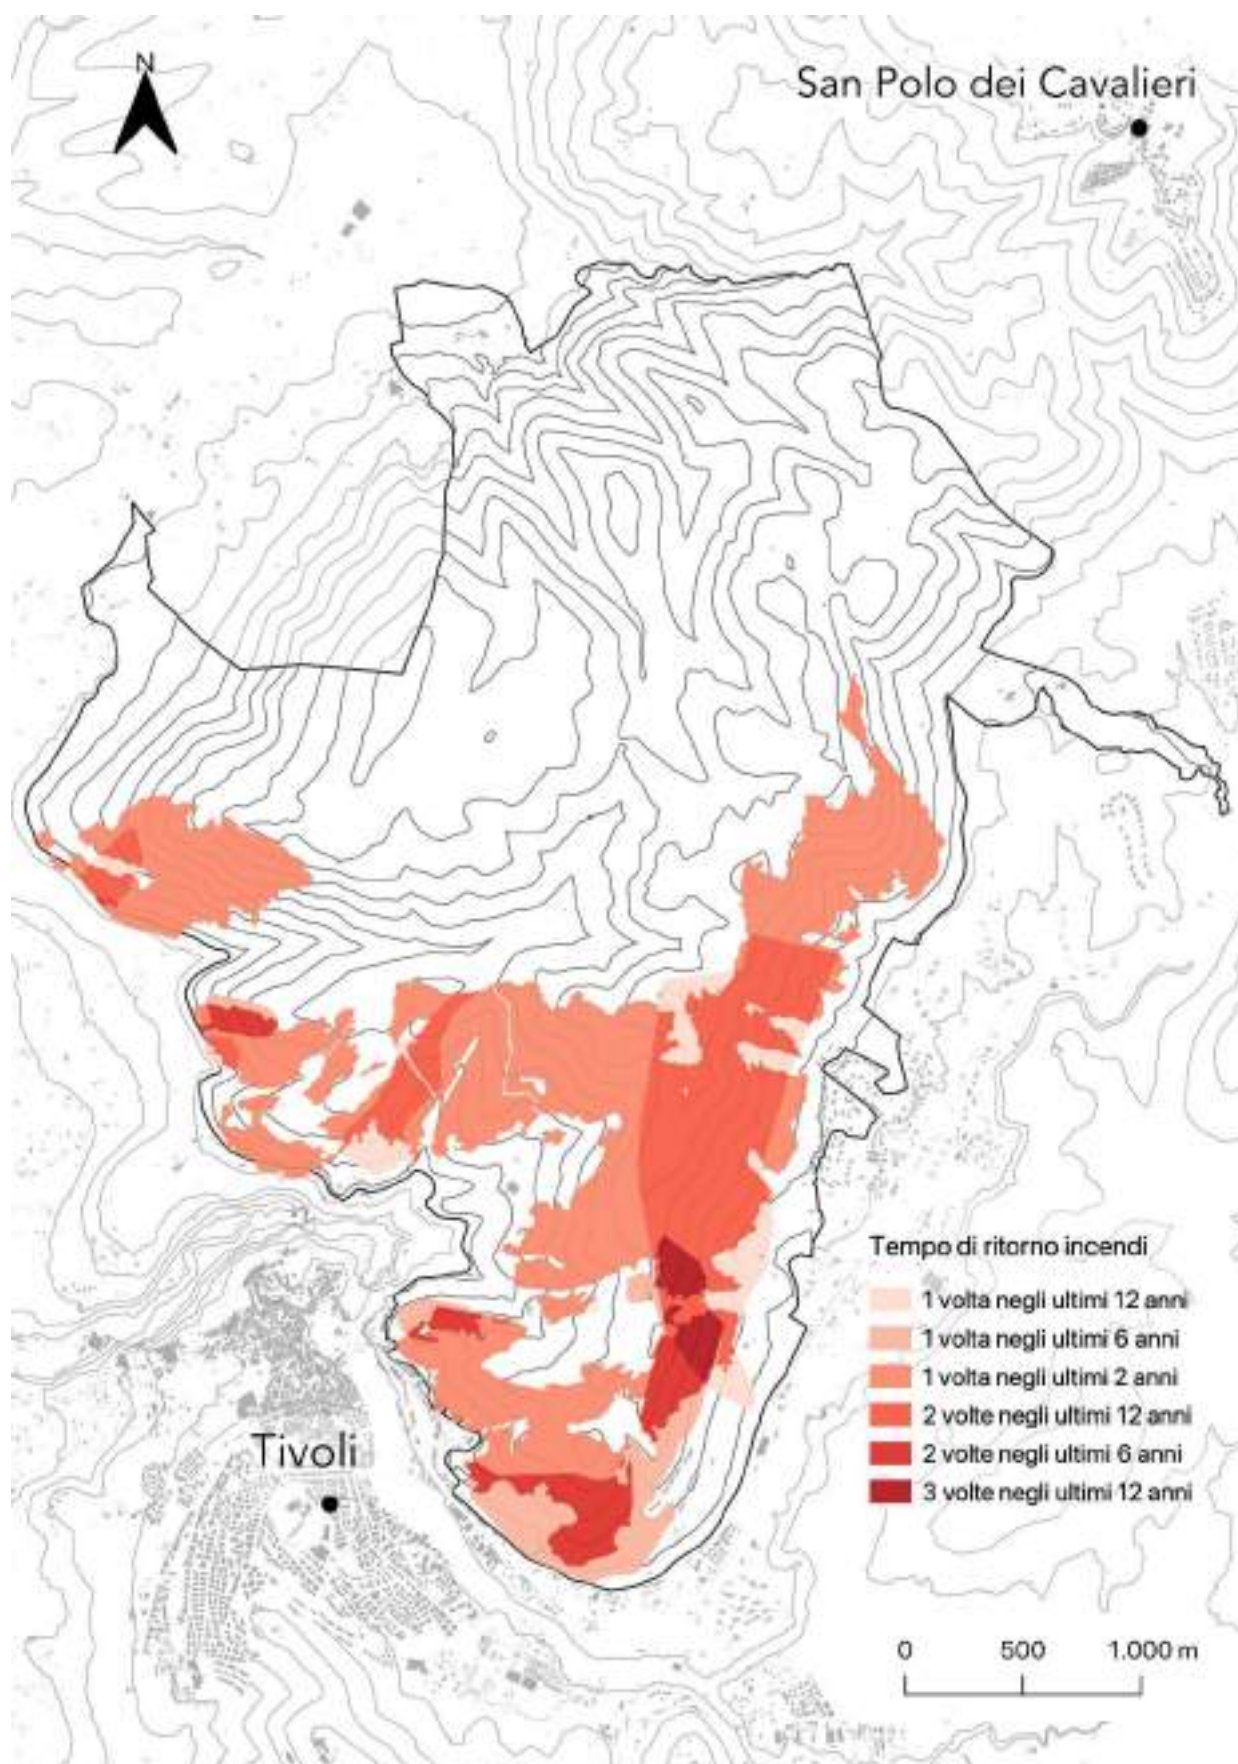 N
San Polo dei Cavalieri
Tivoli
Tempo di ritorno incendi
1 volta negli ultimi 12 anni
1 volta negli ultimi 6 anni
1 volta negli ultimi 2 anni
2 volte negli ultimi 12 anni
2 volte negli ultimi 6 anni
3 volte negli ultimi 12 anni
0 500 1.000 m